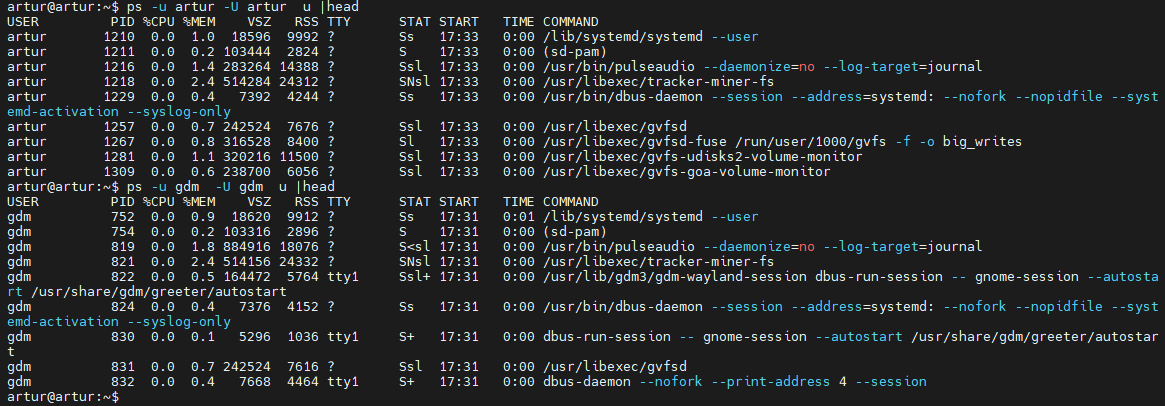 artur@artur:~$ ps -u artur -U artur  u |head
USER         PID %CPU %MEM    VSZ   RSS TTY      STAT START   TIME COMMAND
artur       1210  0.0  1.0  18596  9992 ?        Ss   17:33   0:00 /lib/systemd/systemd --user
artur       1211  0.0  0.2 103444  2824 ?        S    17:33   0:00 (sd-pam)
artur       1216  0.0  1.4 283264 14388 ?        Ssl  17:33   0:00 /usr/bin/pulseaudio --daemonize=no --log-target=journal
artur       1218  0.0  2.4 514284 24312 ?        SNsl 17:33   0:00 /usr/libexec/tracker-miner-fs
artur       1229  0.0  0.4   7392  4244 ?        Ss   17:33   0:00 /usr/bin/dbus-daemon --session --address=systemd: --nofork --nopidfile --syst
emd-activation --syslog-only
artur       1257  0.0  0.7 242524  7676 ?        Ssl  17:33   0:00 /usr/libexec/gvfsd
artur       1267  0.0  0.8 316528  8400 ?        Sl   17:33   0:00 /usr/libexec/gvfsd-fuse /run/user/1000/gvfs -f -o big_writes
artur       1281  0.0  1.1 320216 11500 ?        Ssl  17:33   0:00 /usr/libexec/gvfs-udisks2-volume-monitor
artur       1309  0.0  0.6 238700  6056 ?        Ssl  17:33   0:00 /usr/libexec/gvfs-goa-volume-monitor
artur@artur:~$ ps -u gdm  -U gdm  u |head
USER         PID %CPU %MEM    VSZ   RSS TTY      STAT START   TIME COMMAND
gdm          752  0.0  0.9  18620  9912 ?        Ss   17:31   0:01 /lib/systemd/systemd --user
gdm          754  0.0  0.2 103316  2896 ?        S    17:31   0:00 (sd-pam)
gdm          819  0.0  1.8 884916 18076 ?        S<sl 17:31   0:00 /usr/bin/pulseaudio --daemonize=no --log-target=journal
gdm          821  0.0  2.4 514156 24332 ?        SNsl 17:31   0:00 /usr/libexec/tracker-miner-fs
gdm          822  0.0  0.5 164472  5764 tty1     Ssl+ 17:31   0:00 /usr/lib/gdm3/gdm-wayland-session dbus-run-session -- gnome-session --autosta
rt /usr/share/gdm/greeter/autostart
gdm          824  0.0  0.4   7376  4152 ?        Ss   17:31   0:00 /usr/bin/dbus-daemon --session --address=systemd: --nofork --nopidfile --syst
emd-activation --syslog-only
gdm          830  0.0  0.1   5296  1036 tty1     S+   17:31   0:00 dbus-run-session -- gnome-session --autostart /usr/share/gdm/greeter/autostar
t
gdm          831  0.0  0.7 242524  7616 ?        Ssl  17:31   0:00 /usr/libexec/gvfsd
gdm          832  0.0  0.4   7668  4464 tty1     S+   17:31   0:00 dbus-daemon --nofork --print-address 4 --session
artur@artur:~$